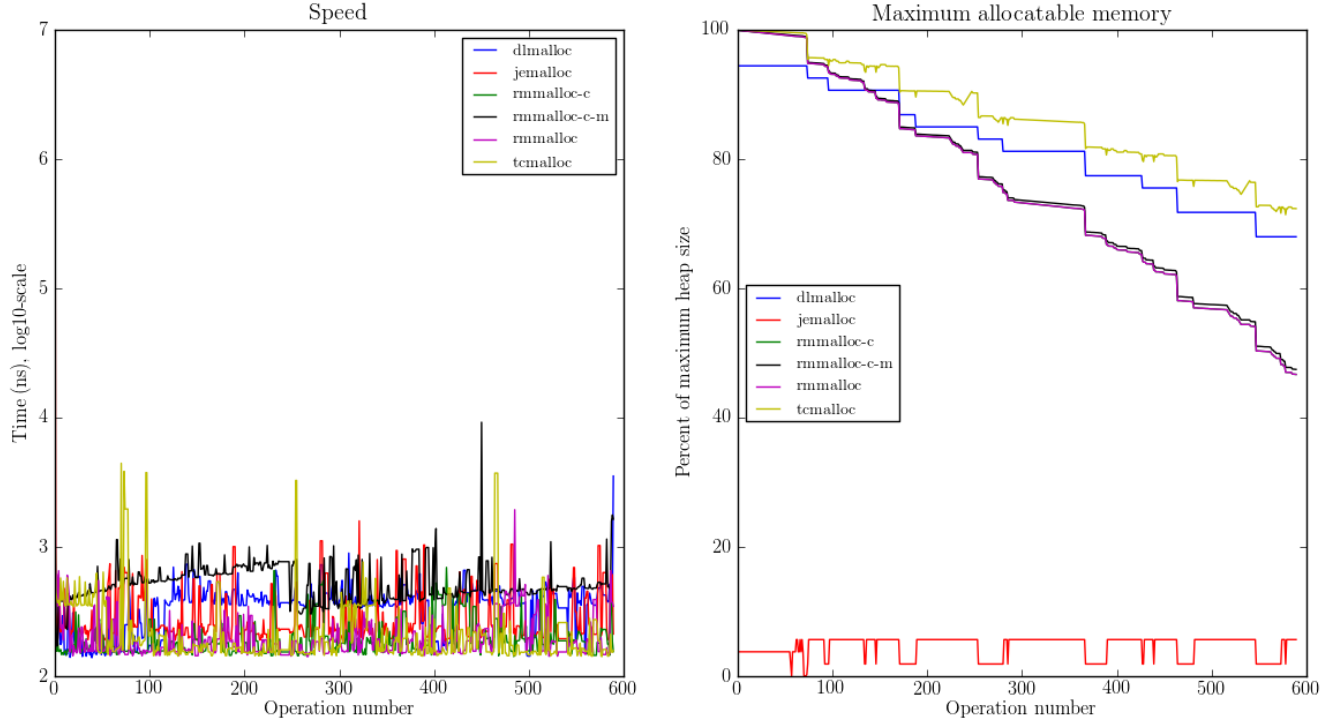 Speed
Time (ns), log10-scale
7
6
5
4
3
2
0
100
200
300
400
500
600
Operation number
dlmalloc
jemalloc
rmmalloc-c
rmmalloc-c-m
rmmalloc
tcmalloc
Maximum allocatable memory
Percent of maximum heap size
100
80
60
40
20
0
0
100
200
300
400
500
600
Operation number
dlmalloc
jemalloc
rmmalloc-c
rmmalloc-c-m
rmmalloc
tcmalloc